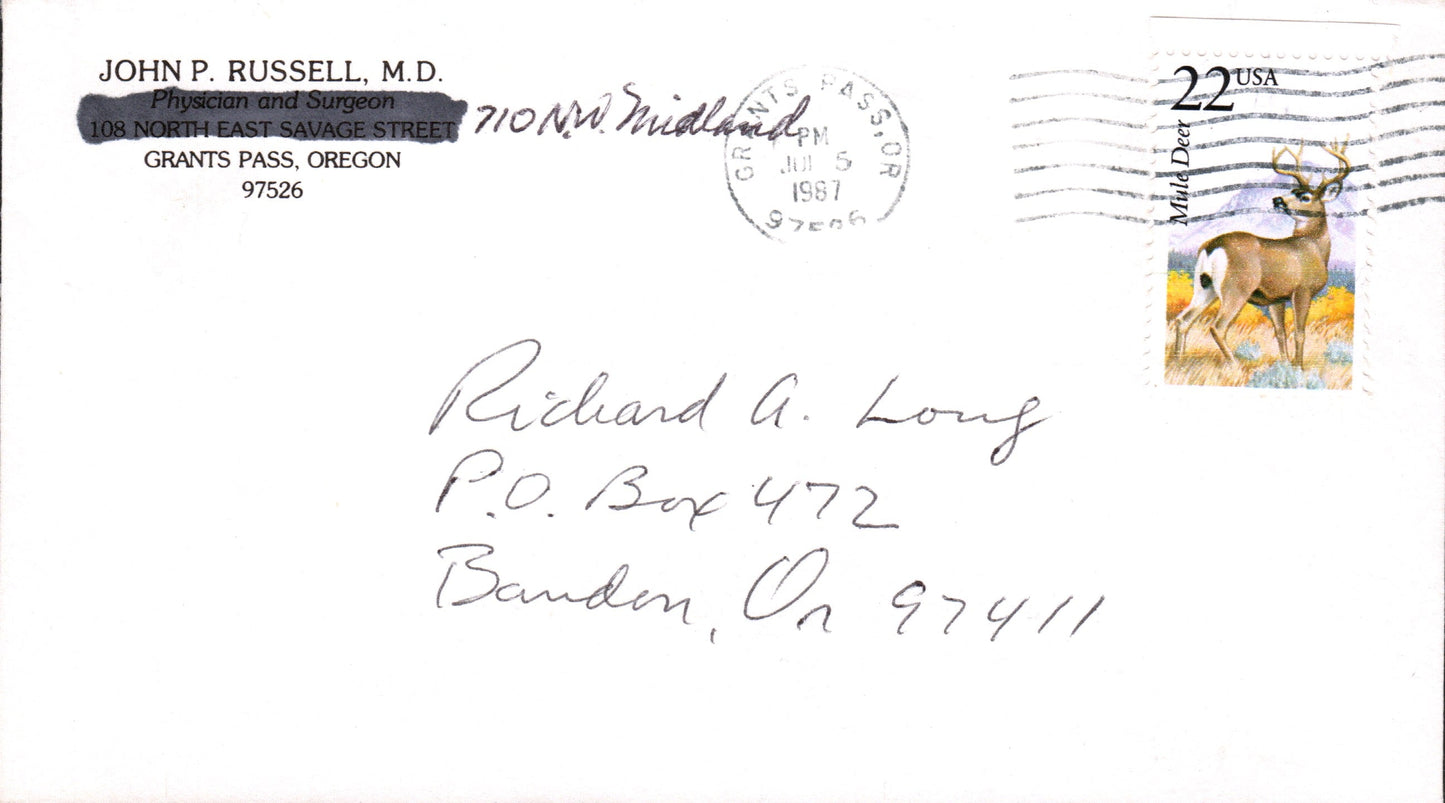 JOHN P. RUSSELL, M.D.
Physician and Surgeon
108 NORTH EAST SAVAGE STREET 710 N.W. Midland
GRANTS PASS, OREGON
97526
GRANTS PASS, OR
PM
JUL 5
1987
97526
22 USA
Mule Deer
Richard A. Long
P.O. Box 472
Bandon, Or 97411